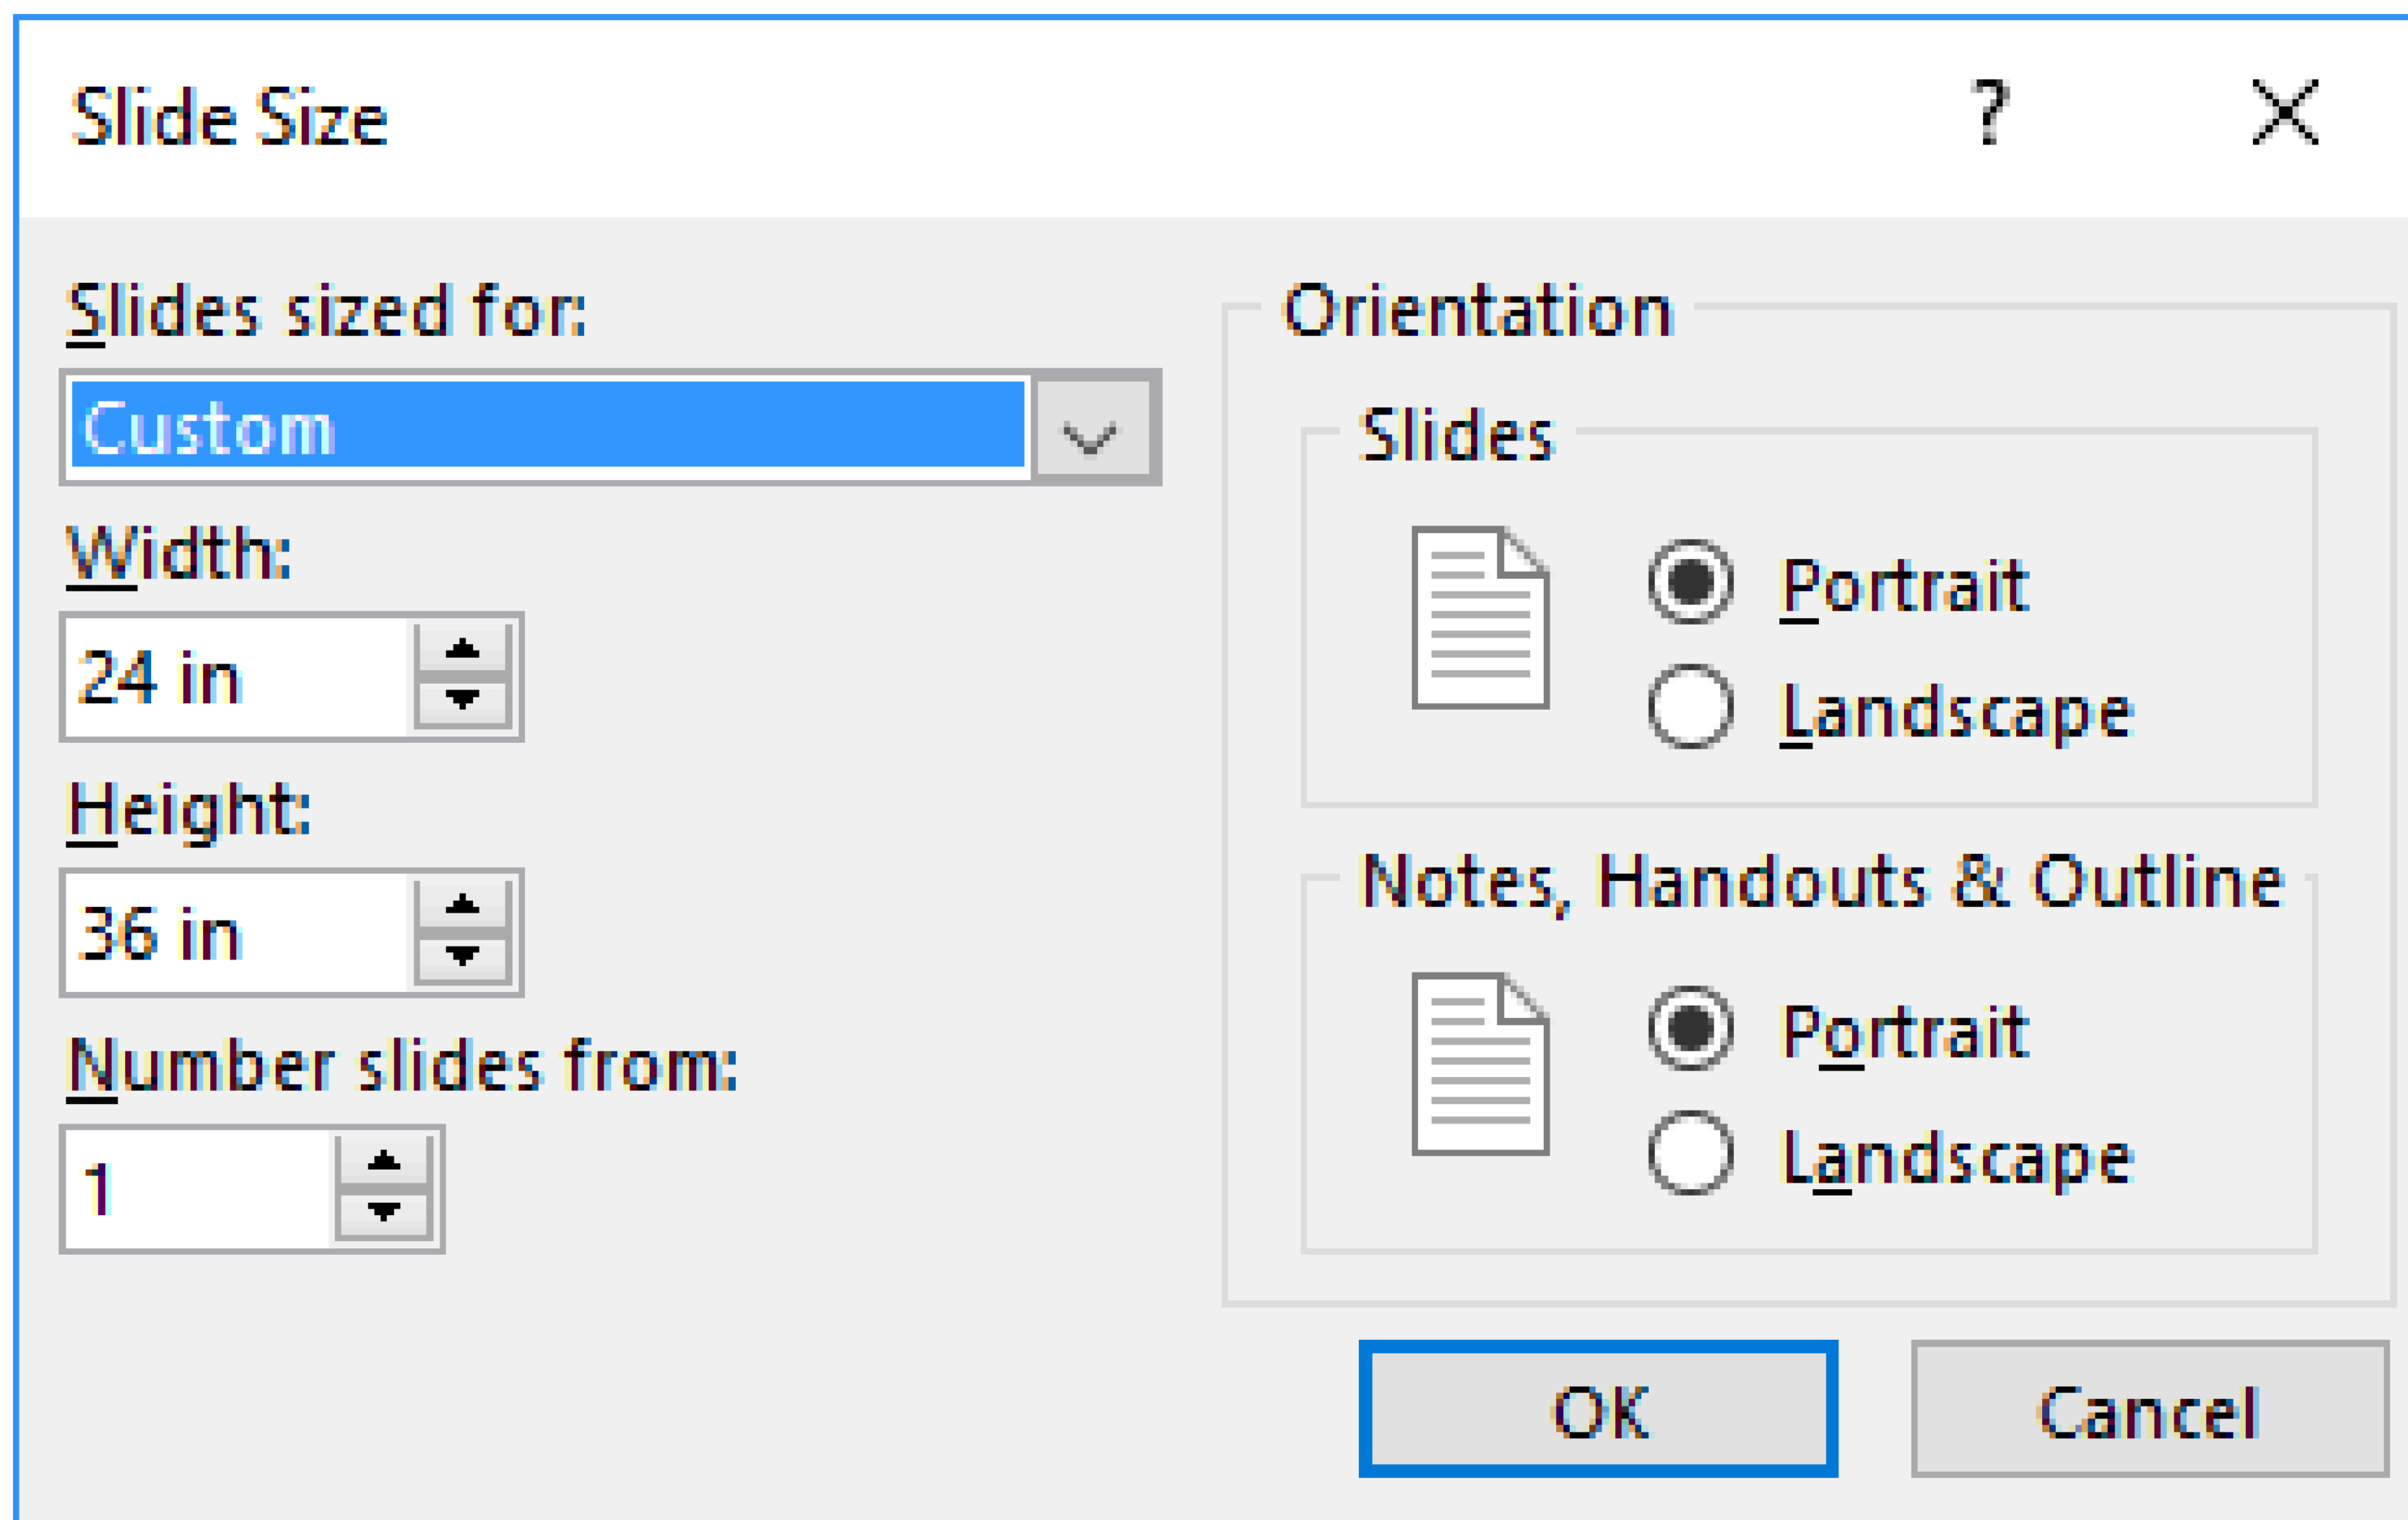 Slide Size
?
Slides sized for:
Custom
Width:
24 in
Height:
36 in
Number slides from:
1
Orientation
Slides
Portrait
Landscape
Notes, Handouts & Outline
Portrait
Landscape
OK
Cancel